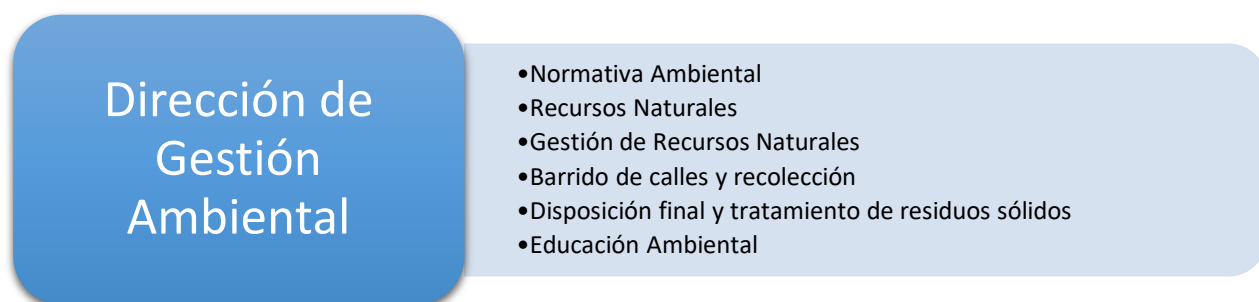 Dirección de
Gestión
Ambiental
•Normativa Ambiental
•Recursos Naturales
•Gestión de Recursos Naturales
•Barrido de calles y recolección
•Disposición final y tratamiento de residuos sólidos
•Educación Ambiental